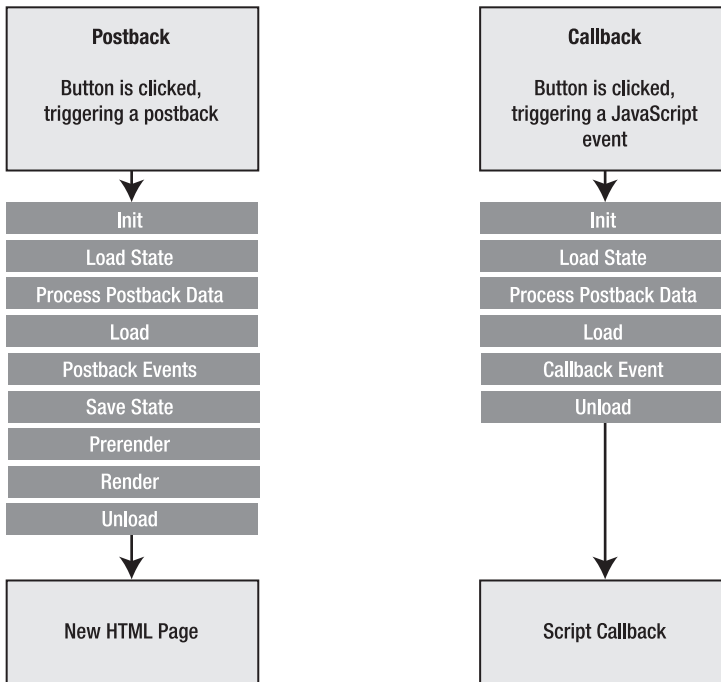 Postback
Button is clicked,
triggering a postback
Init
Load State
Process Postback Data
Load
Postback Events
Save State
Prerender
Render
Unload
New HTML Page
Callback
Button is clicked,
triggering a JavaScript
event
Init
Load State
Process Postback Data
Load
Callback Event
Unload
Script Callback